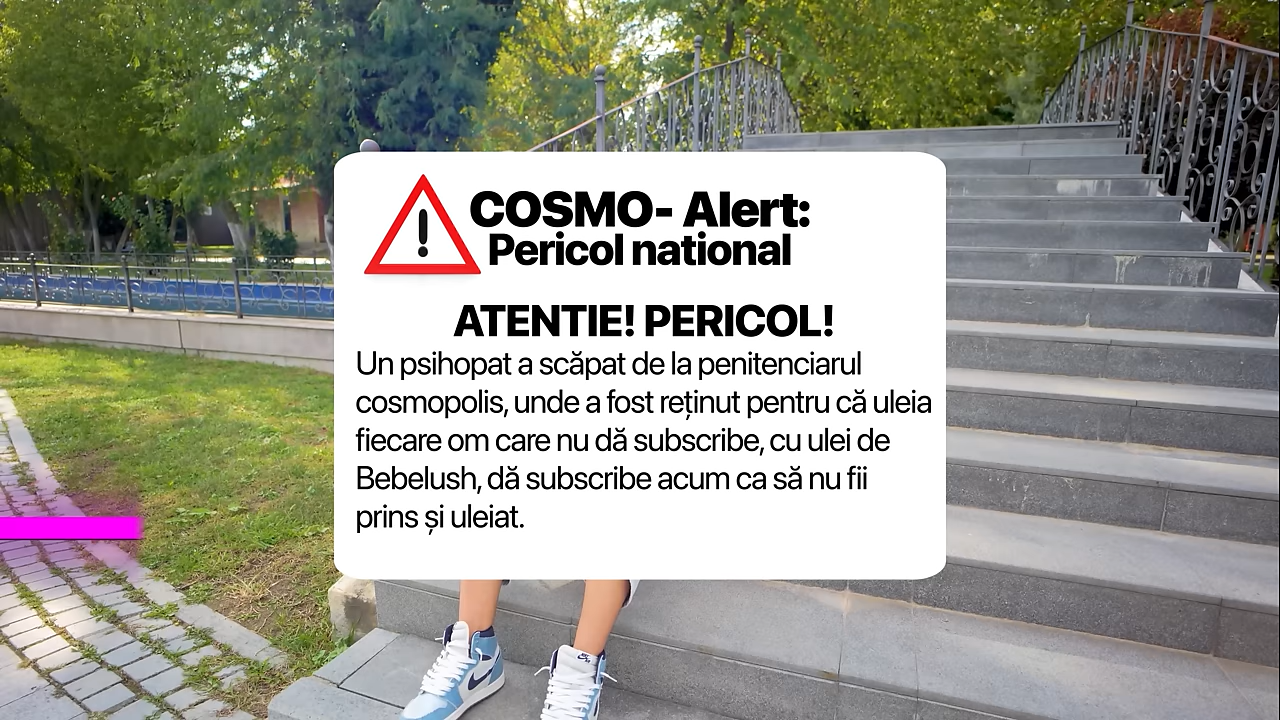 COSMO- Alert:
Pericol national
ATENTIE! PERICOL!
Un psihopat a scăpat de la penitenciarul
cosmopolis, unde a fost reținut pentru că uleia
fiecare om care nu dă subscribe, cu ulei de
Bebelush, dă subscribe acum ca să nu fii
prins și uleiat.